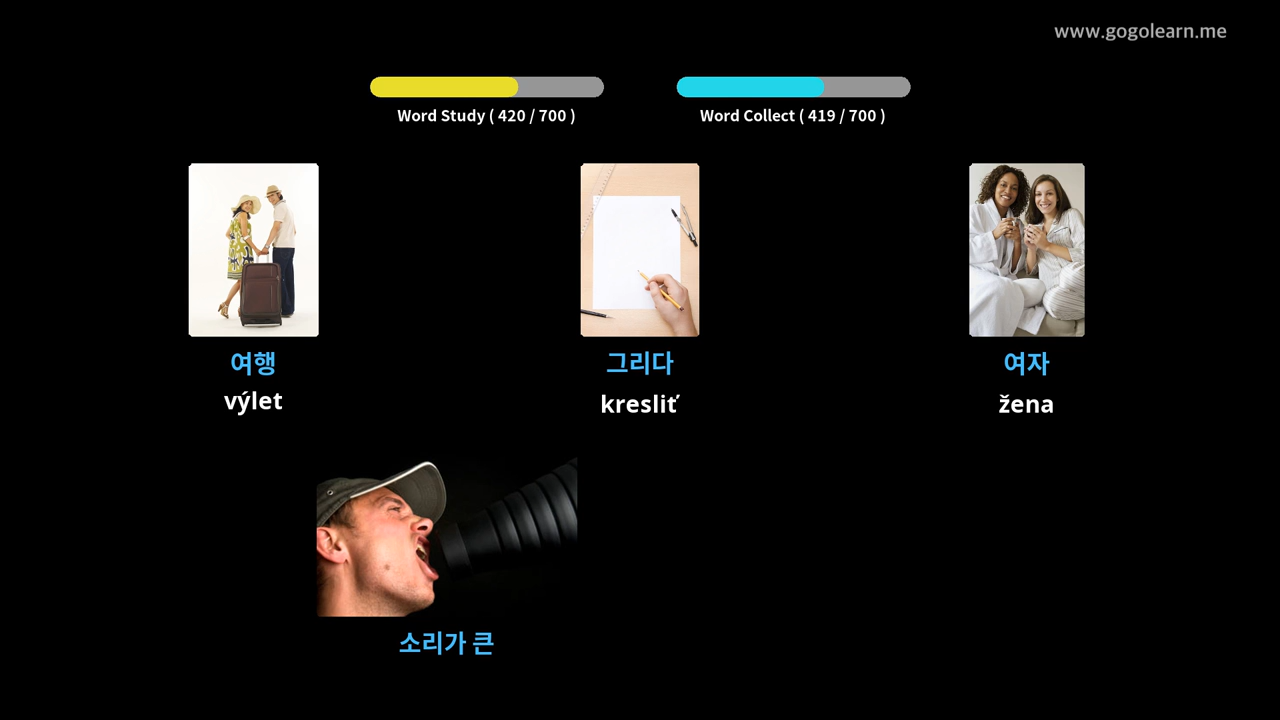 www.gogolearn.me
Word Study ( 420 / 700 )
Word Collect ( 419 / 700 )
여행
výlet
그리다
kresliť
여자
žena
소리가 큰